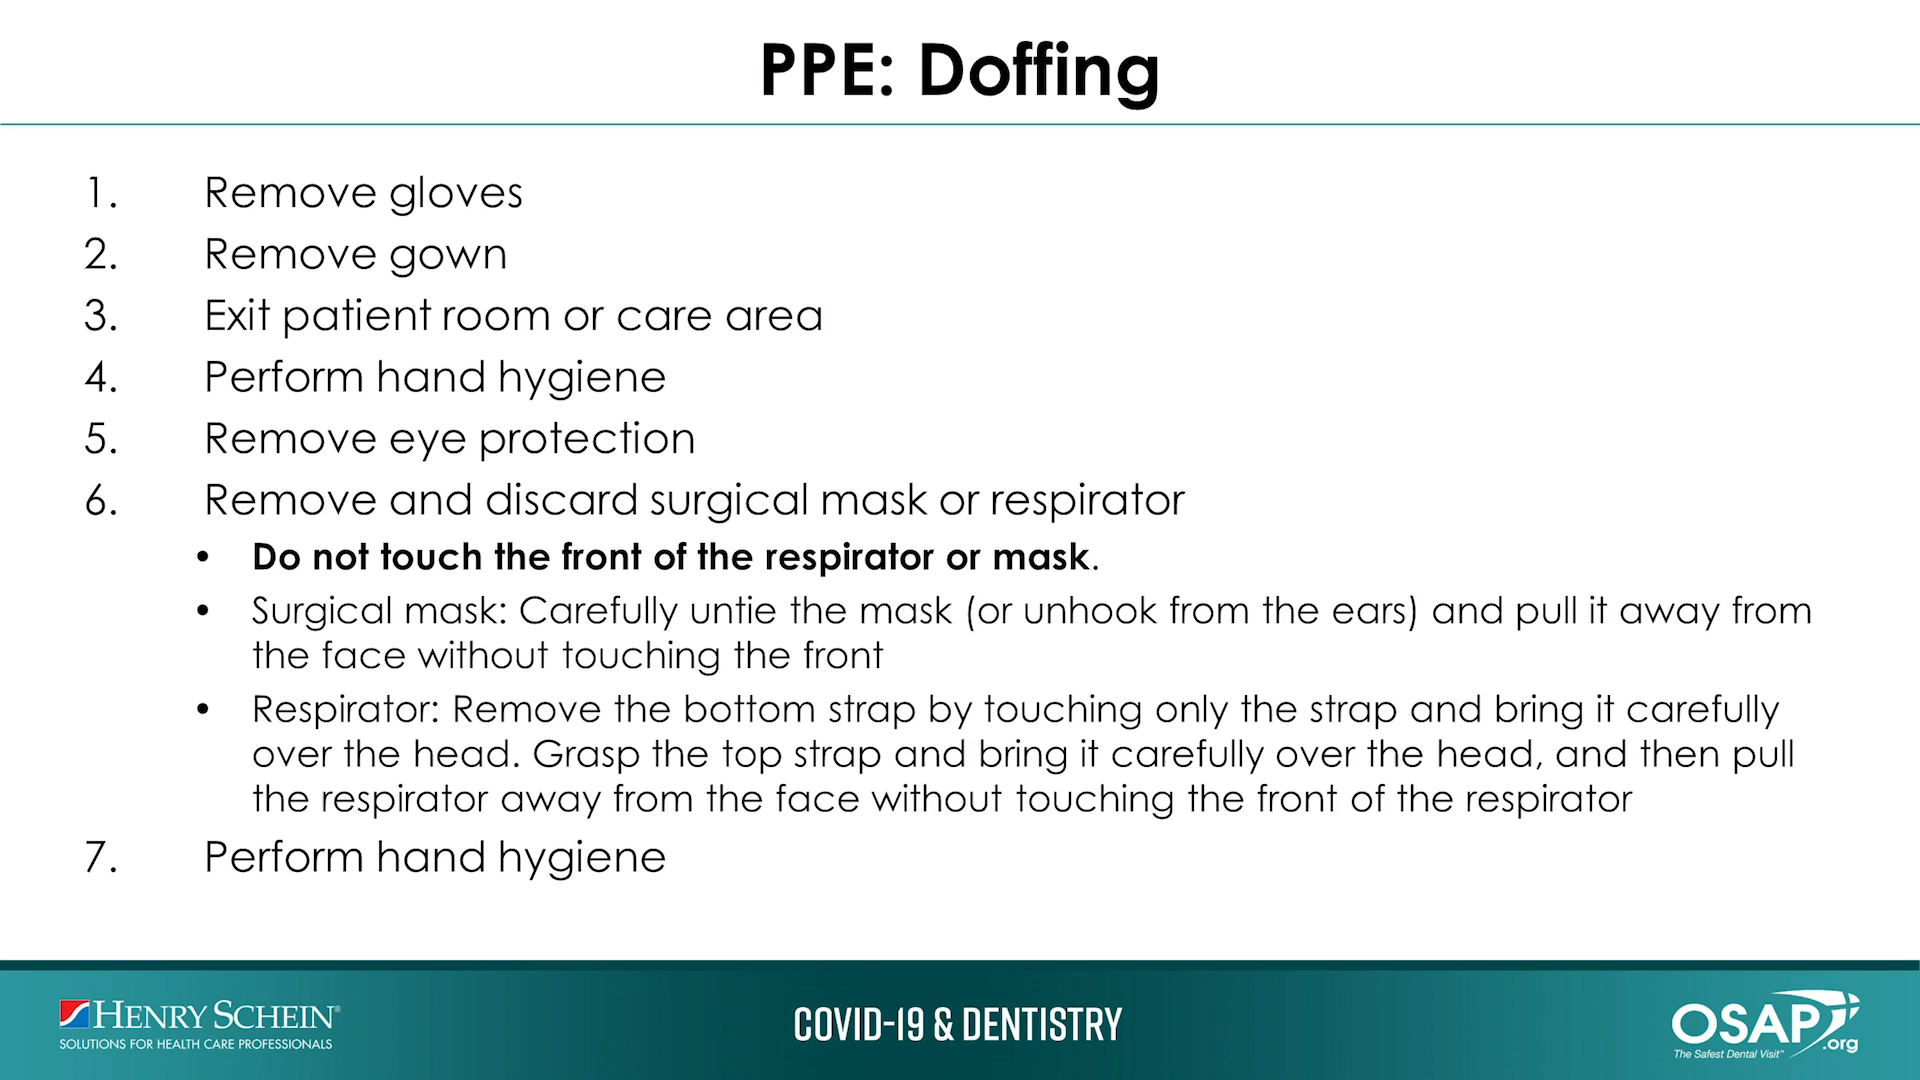 PPE: Doffing
1. Remove gloves
2. Remove gown
3. Exit patient room or care area
4. Perform hand hygiene
5. Remove eye protection
6. Remove and discard surgical mask or respirator
• Do not touch the front of the respirator or mask.
• Surgical mask: Carefully untie the mask (or unhook from the ears) and pull it away from
the face without touching the front
• Respirator: Remove the bottom strap by touching only the strap and bring it carefully
over the head. Grasp the top strap and bring it carefully over the head, and then pull
the respirator away from the face without touching the front of the respirator
7. Perform hand hygiene
HENRY SCHEIN®
SOLUTIONS FOR HEALTH CARE PROFESSIONALS
COVID-19 & DENTISTRY
OSAP
.org
The Safest Dental Visit™